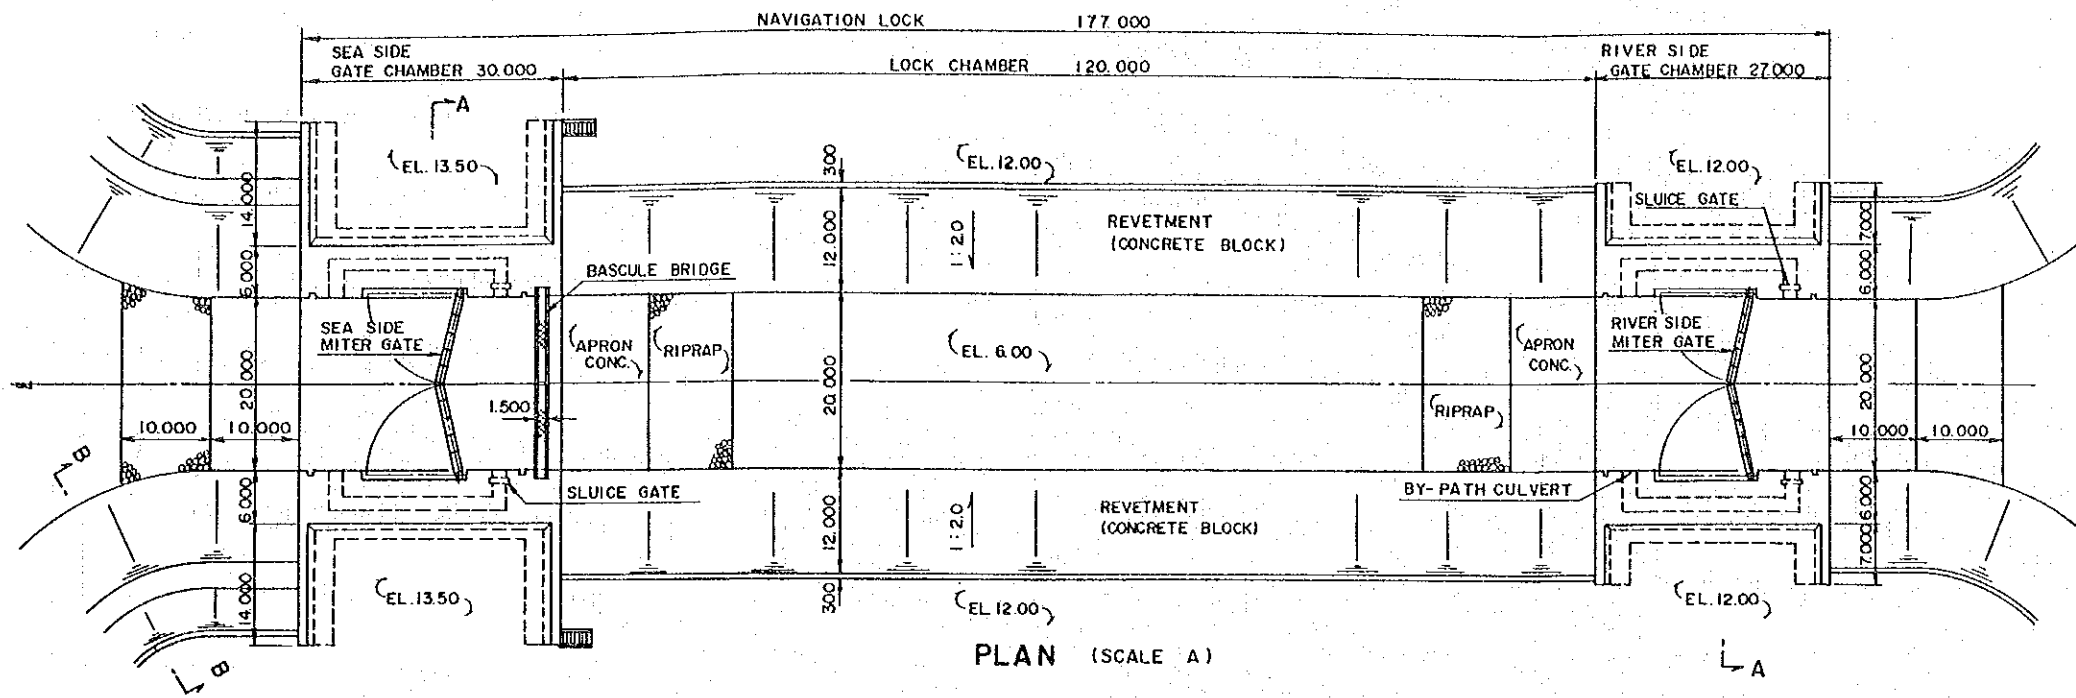 NAVIGATION LOCK 177.000
SEA SIDE
GATE CHAMBER 30.000
LOCK CHAMBER 120.000
RIVER SIDE
GATE CHAMBER 27.000
A
EL. 13.50
EL. 12.00
EL. 12.00
SLUICE GATE
300
14.000
12.000
REVETMENT
(CONCRETE BLOCK)
1:2.0
7.000
6.000
BASCULE BRIDGE
6.000
SEA SIDE
MITER GATE
APRON
CONC.
RIPRAP
EL. 6.00
APRON
CONC.
RIVER SIDE
MITER GATE
20.000
20.000
20.000
1.500
RIPRAP
10.000
10.000
10.000
10.000
B
SLUICE GATE
BY-PATH CULVERT
6.000
REVETMENT
(CONCRETE BLOCK)
1:2.0
12.000
6.000
7.000
14.000
EL. 13.50
300
EL. 12.00
EL. 12.00
B
PLAN (SCALE A)
A